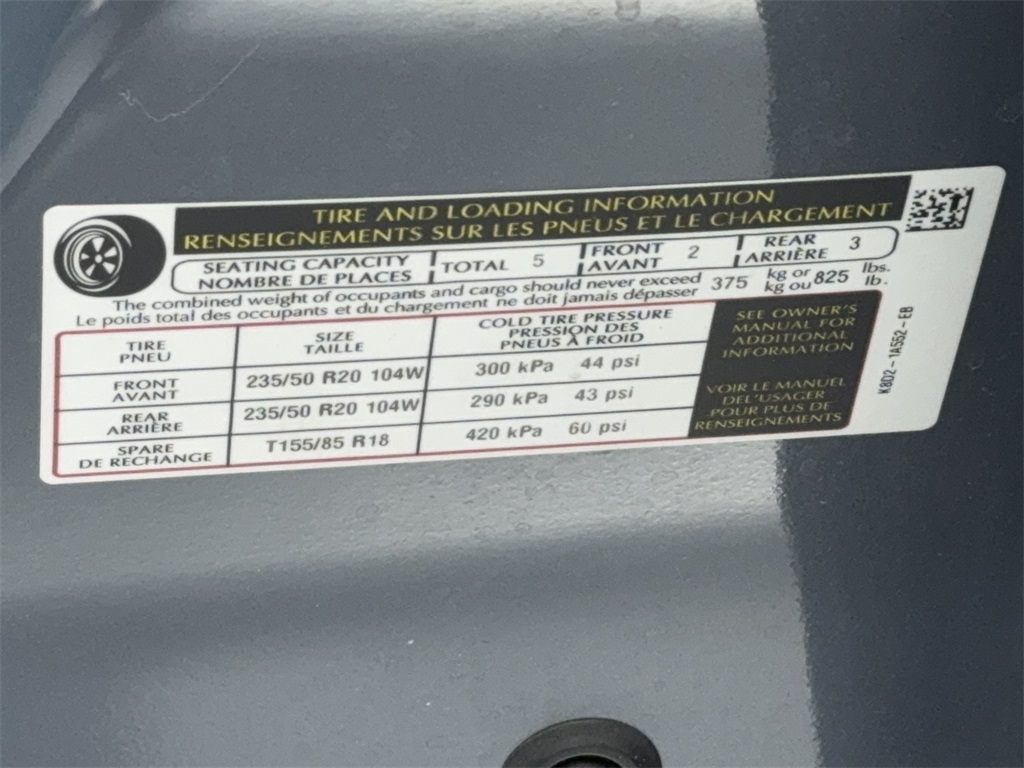 TIRE AND LOADING INFORMATION
RENSEIGNEMENTS SUR LES PNEUS ET LE CHARGEMENT
SEATING CAPACITY
NOMBRE DE PLACES
TOTAL 5
FRONT
AVANT
2
REAR
ARRIÈRE
3
The combined weight of occupants and cargo should never exceed 375 kg or 825 lbs.
Le poids total des occupants et du chargement ne doit jamais dépasser kg ou lb.
TIRE
PNEU
SIZE
TAILLE
COLD TIRE PRESSURE
PRESSION DES
PNEUS À FROID
SEE OWNER'S
MANUAL FOR
ADDITIONAL
INFORMATION
FRONT
AVANT
235/50 R20 104W
300 kPa 44 psi
REAR
ARRIÈRE
235/50 R20 104W
290 kPa 43 psi
VOIR LE MANUEL
DEL'USAGER
POUR PLUS DE
RENSEIGNEMENTS
SPARE
DE RECHANGE
T155/85 R18
420 kPa 60 psi
K8D2-1A552-EB